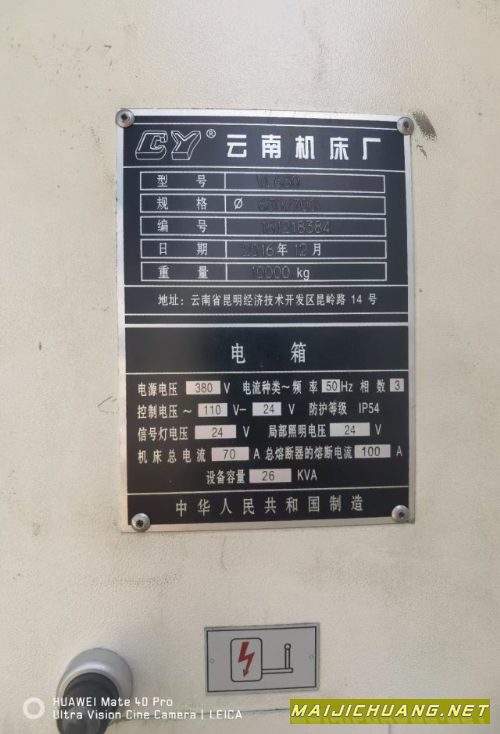 CY® 云南机床厂
型号
规格 Ø
编号
日期 2016年12月
重量 10000 kg
地址：云南省昆明经济技术开发区昆岭路 14 号
电箱
电源电压 380 V 电流种类～频率 50 Hz 相数 3
控制电压～ 110 V— 24 V 防护等级 IP54
信号灯电压 24 V 局部照明电压 24 V
机床总电流 70 A 总熔断器的熔断电流 100 A
设备容量 26 KVA
中华人民共和国制造
HUAWEI Mate 40 Pro
Ultra Vision Cine Camera | LEICA
MAIJICHUANG.NET